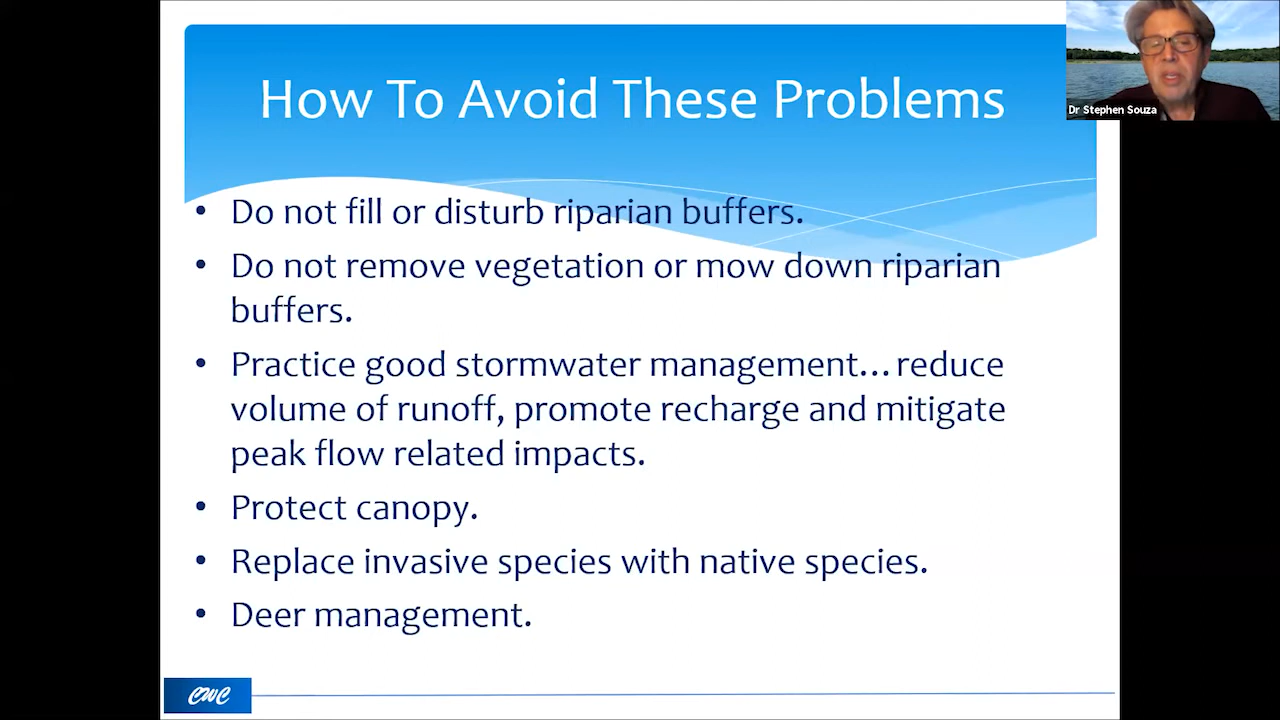 How To Avoid These Problems
Dr Stephen Souza
• Do not fill or disturb riparian buffers.
• Do not remove vegetation or mow down riparian
buffers.
• Practice good stormwater management...reduce
volume of runoff, promote recharge and mitigate
peak flow related impacts.
• Protect canopy.
• Replace invasive species with native species.
• Deer management.
CWC